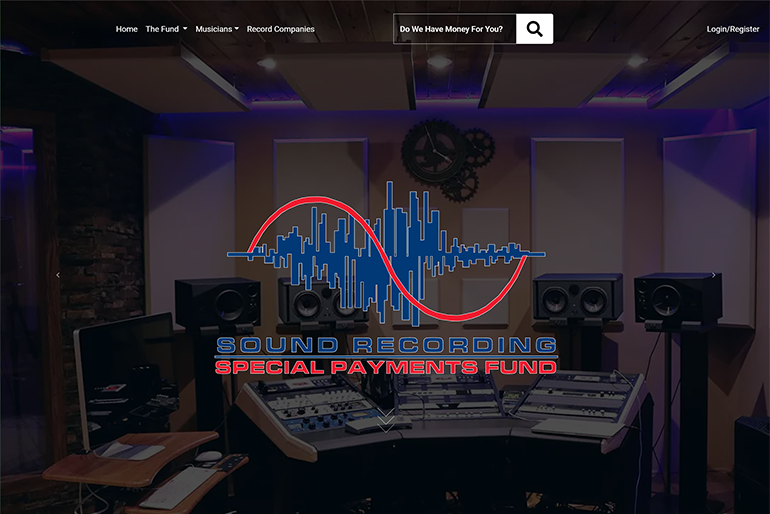 Home The Fund Musicians Record Companies Do We Have Money For You? Login/Register
SOUND RECORDING
SPECIAL PAYMENTS FUND